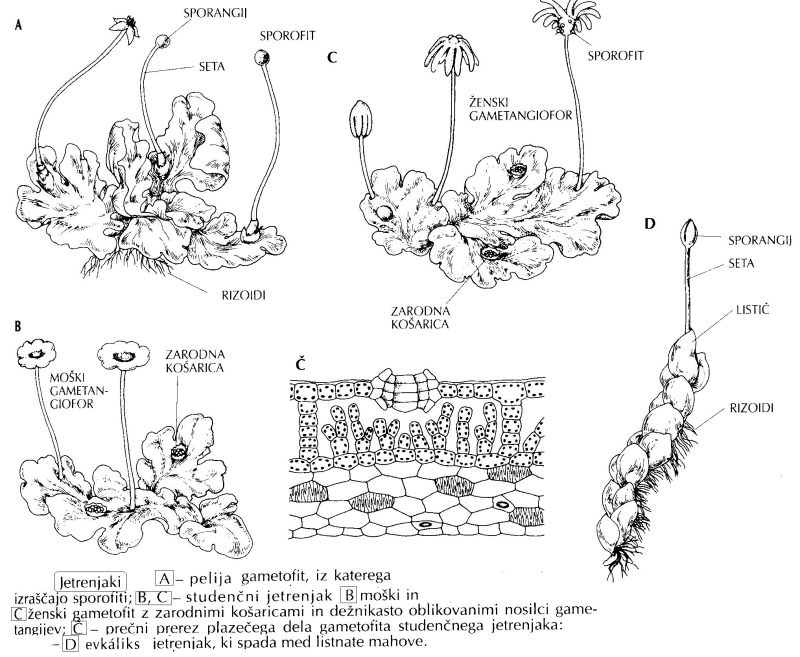 A
SPORANGIJ
SETA
SPOROFIT
RIZOIDI
C
SPOROFIT
ŽENSKI
GAMETANGIOFOR
ZARODNA
KOŠARICA
B
MOŠKI
GAMETAN-
GIOFOR
ZARODNA
KOŠARICA
Č
D
SPORANGIJ
SETA
LISTIČ
RIZOIDI
Jetrenjaki A – pelija gametofit, iz katerega
izraščajo sporofiti; B, C – studenčni jetrenjak B moški in
C ženski gametofit z zarodnimi košaricami in dežnikasto oblikovanimi nosilci game-
tangijev; Č – prečni prerez plazečega dela gametofita studenčnega jetrenjaka:
– D evkáliks jetrenjak, ki spada med listnate mahove.